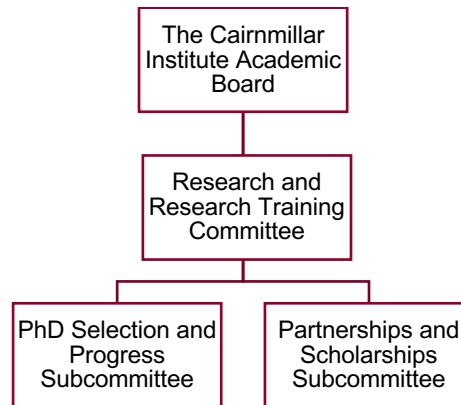 The Cairnmillar
Institute Academic
Board
Research and
Research Training
Committee
PhD Selection and
Progress
Subcommittee
Partnerships and
Scholarships
Subcommittee